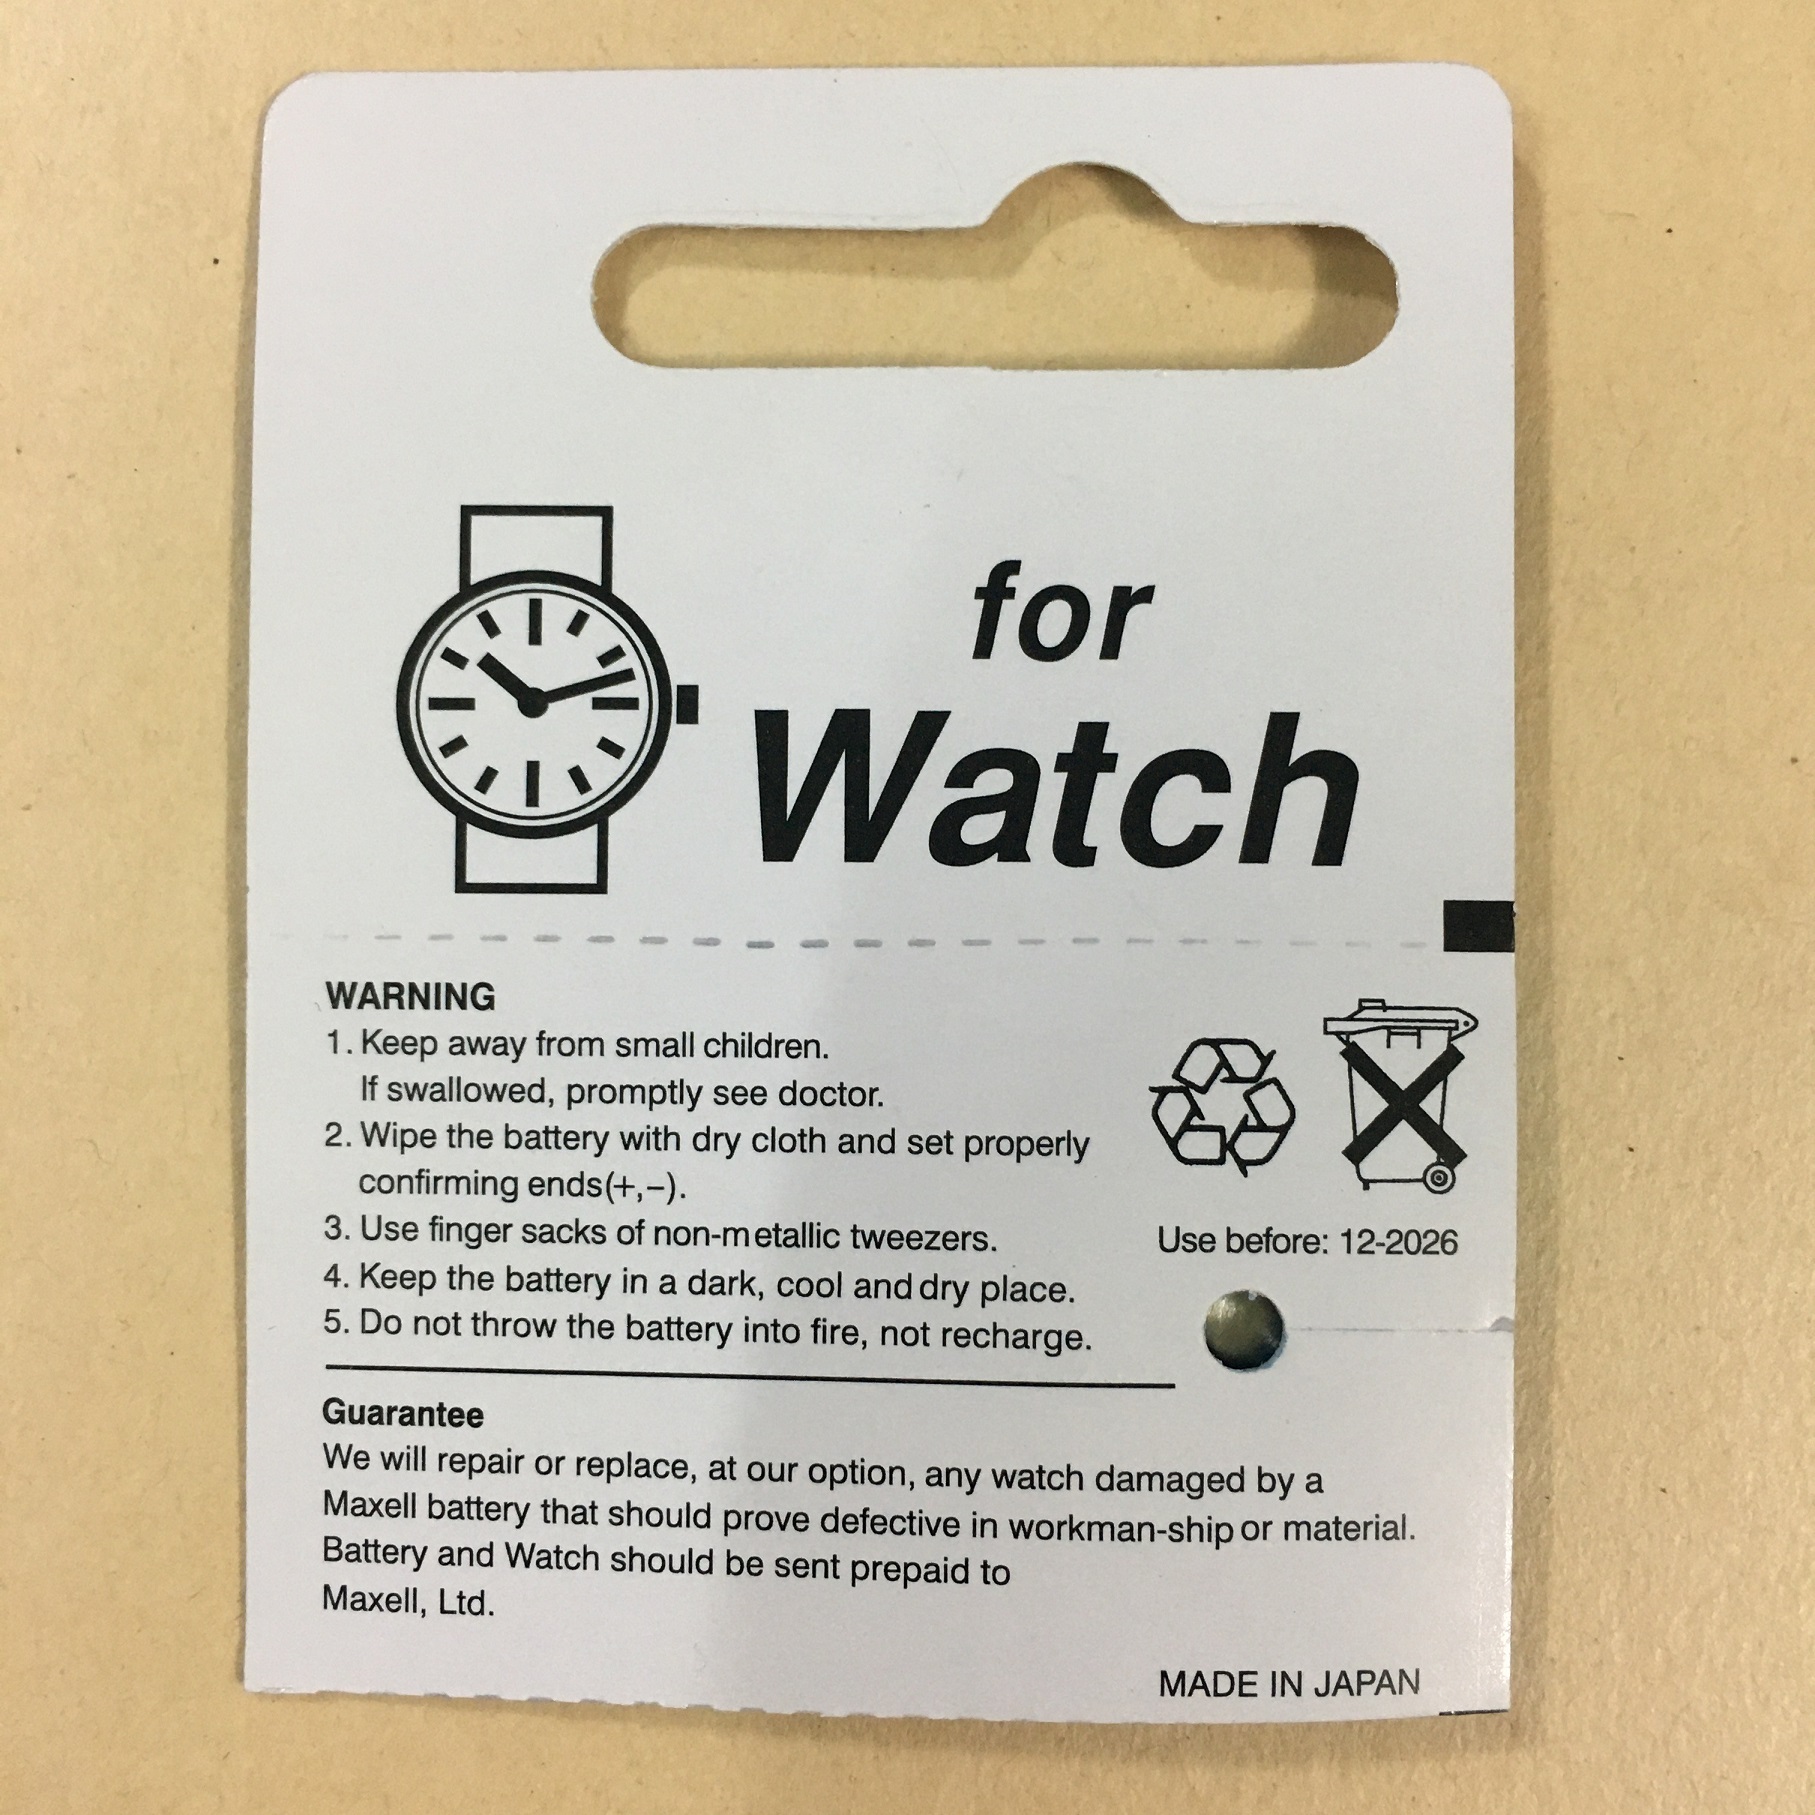 for
Watch
WARNING
1. Keep away from small children.
If swallowed, promptly see doctor.
2. Wipe the battery with dry cloth and set properly
confirming ends(+,−).
3. Use finger sacks of non-metallic tweezers.
4. Keep the battery in a dark, cool and dry place.
5. Do not throw the battery into fire, not recharge.
Use before: 12-2026
Guarantee
We will repair or replace, at our option, any watch damaged by a
Maxell battery that should prove defective in workman-ship or material.
Battery and Watch should be sent prepaid to
Maxell, Ltd.
MADE IN JAPAN